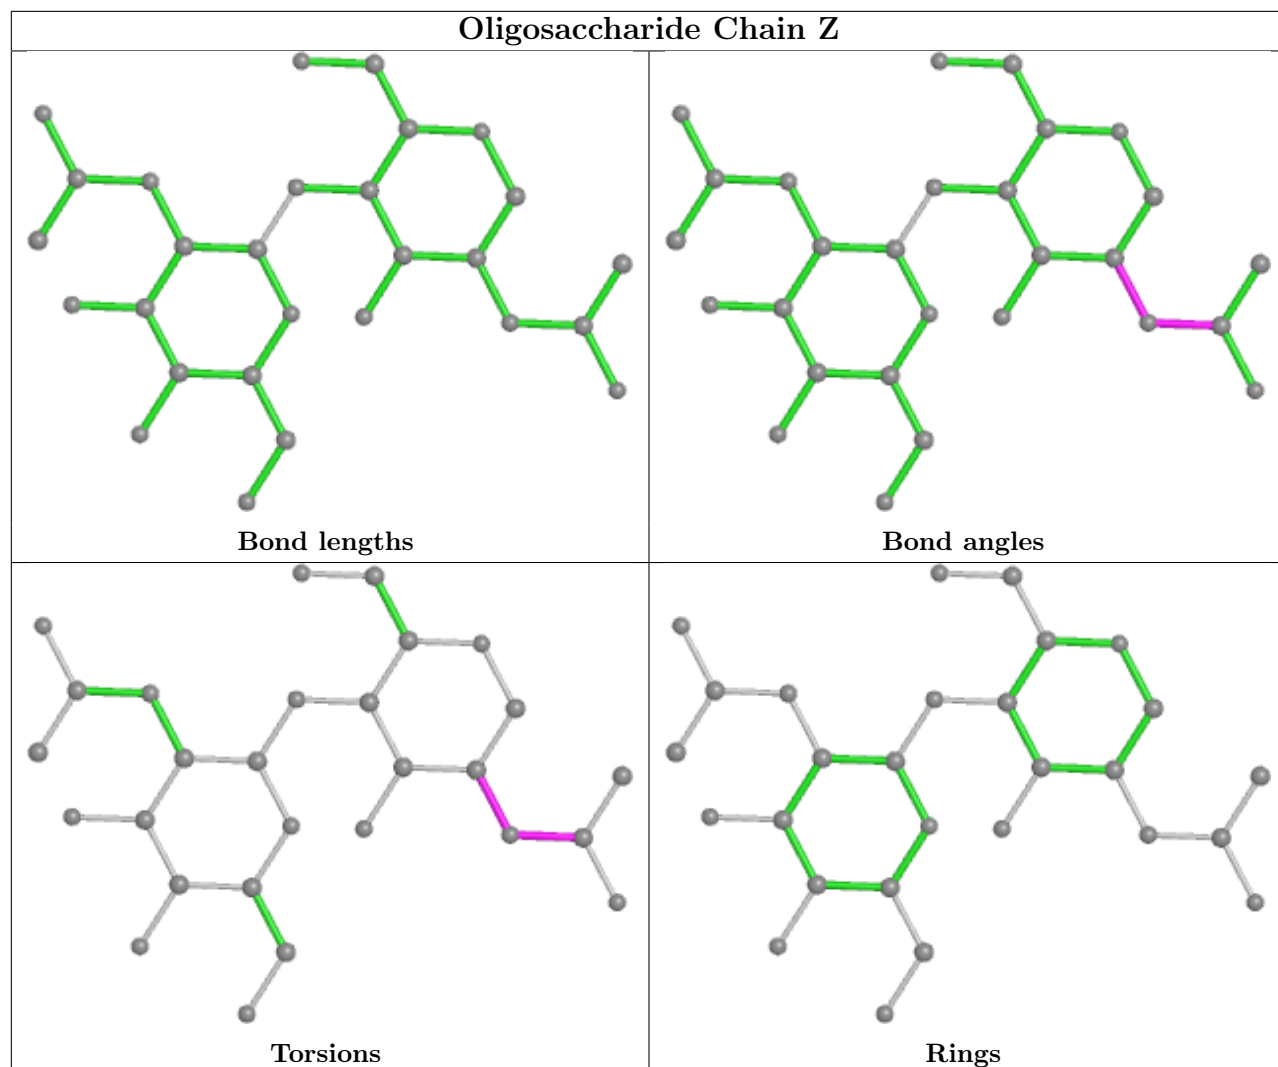 Oligosaccharide Chain Z
Bond lengths
Bond angles
Torsions
Rings